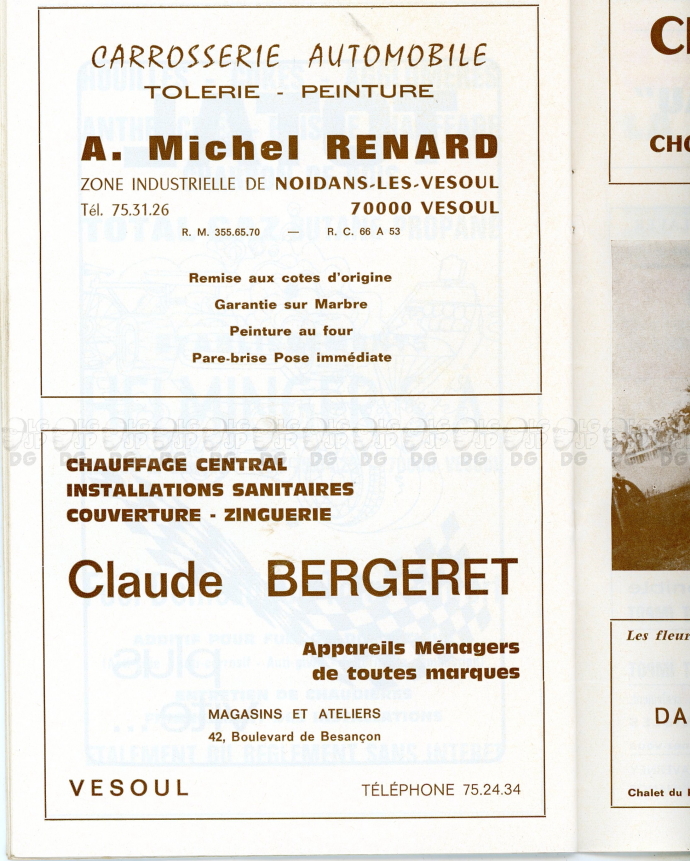 CARROSSERIE AUTOMOBILE
TOLERIE - PEINTURE
A. Michel RENARD
ZONE INDUSTRIELLE DE NOIDANS-LES-VESOUL
Tél. 75.31.26 70000 VESOUL
R. M. 355.65.70 — R. C. 66 A 53
Remise aux cotes d'origine
Garantie sur Marbre
Peinture au four
Pare-brise Pose immédiate
CHAUFFAGE CENTRAL
INSTALLATIONS SANITAIRES
COUVERTURE - ZINGUERIE
Claude BERGERET
Appareils Ménagers
de toutes marques
MAGASINS ET ATELIERS
42, Boulevard de Besançon
VESOUL TÉLÉPHONE 75.24.34
CHO
Les fleur
DA
Chalet du